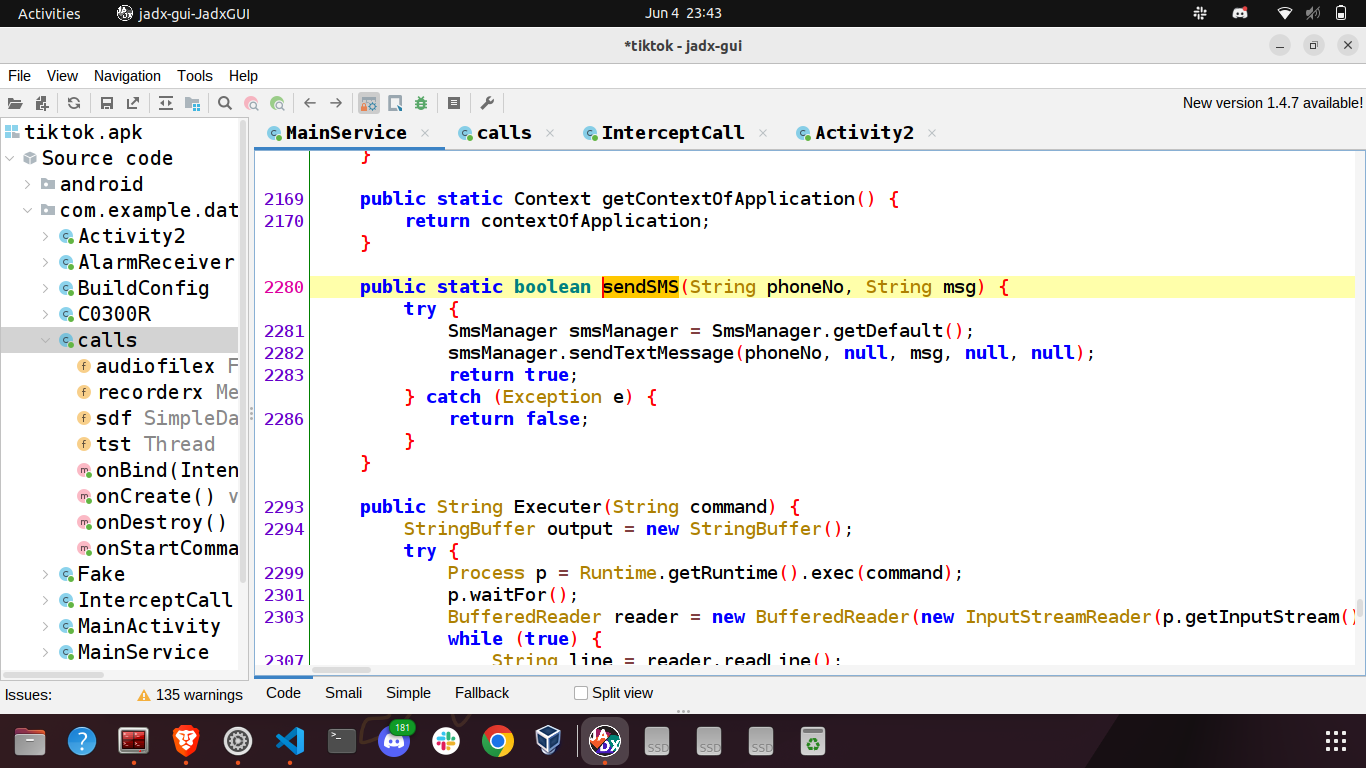 Activities
jadx-gui-JadxGUI
Jun 4 23:43
*tiktok - jadx-gui
File View Navigation Tools Help
New version 1.4.7 available!
tiktok.apk
Source code
android
com.example.dat
Activity2
AlarmReceiver
BuildConfig
C0300R
calls
audiofilex F
recorderx Me
sdf SimpleDa
tst Thread
onBind(Inten
onCreate() v
onDestroy()
onStartComma
Fake
InterceptCall
MainActivity
MainService
Issues:
135 warnings
MainService calls InterceptCall Activity2
}
2169 public static Context getContextOfApplication() {
2170 return contextOfApplication;
}
2280 public static boolean sendSMS(String phoneNo, String msg) {
try {
2281 SmsManager smsManager = SmsManager.getDefault();
2282 smsManager.sendTextMessage(phoneNo, null, msg, null, null);
2283 return true;
} catch (Exception e) {
2286 return false;
}
}
2293 public String Executer(String command) {
2294 StringBuffer output = new StringBuffer();
try {
2299 Process p = Runtime.getRuntime().exec(command);
2301 p.waitFor();
2303 BufferedReader reader = new BufferedReader(new InputStreamReader(p.getInputStream()
while (true) {
2307 String line = reader.readLine();
Code Smali Simple Fallback Split view
181
JADX
SSD
SSD
SSD